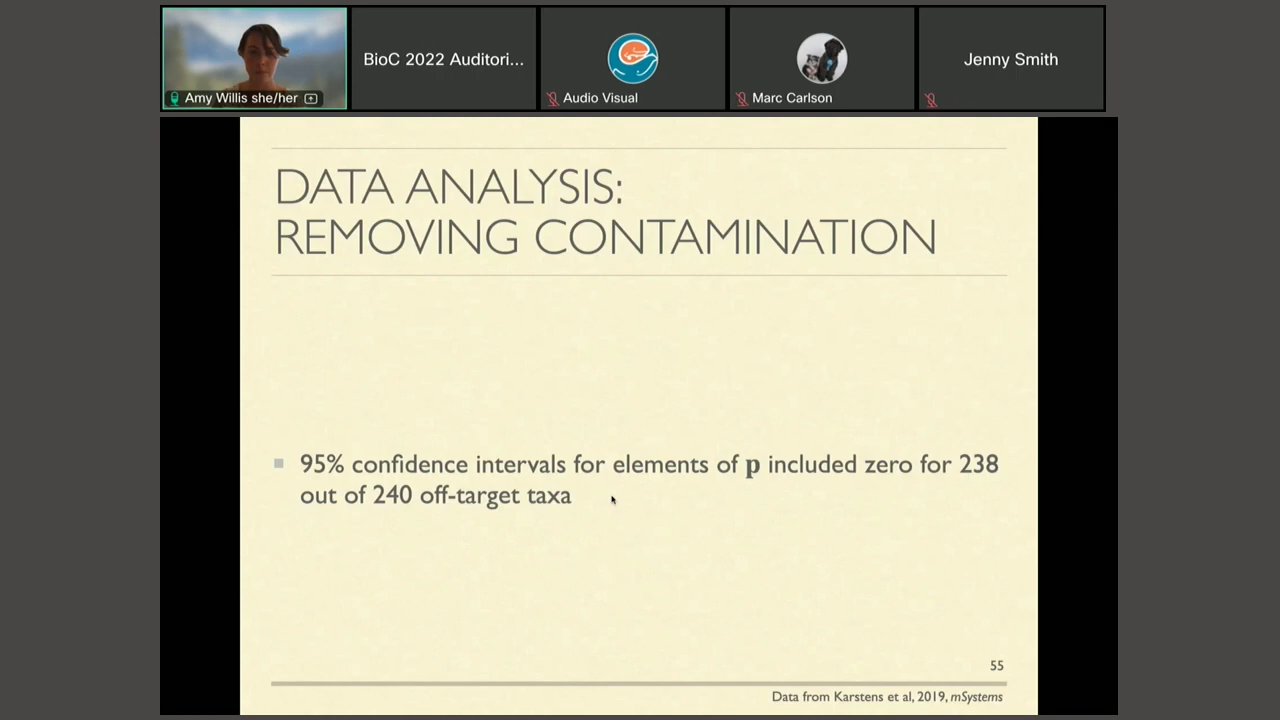 Amy Willis she/her
BioC 2022 Auditori...
Audio Visual
Marc Carlson
Jenny Smith
DATA ANALYSIS:
REMOVING CONTAMINATION
95% confidence intervals for elements of p included zero for 238
out of 240 off-target taxa
55
Data from Karstens et al, 2019, mSystems